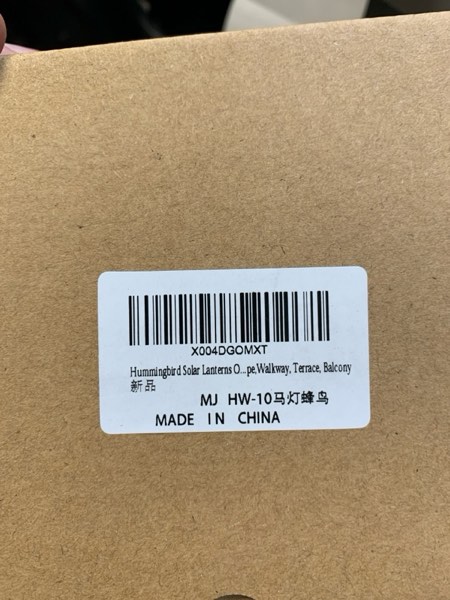 X004DGOMXT
Hummingbird Solar Lanterns O...pe,Walkway, Terrace, Balcony
新品
MJ HW-10马灯蜂鸟
MADE IN CHINA